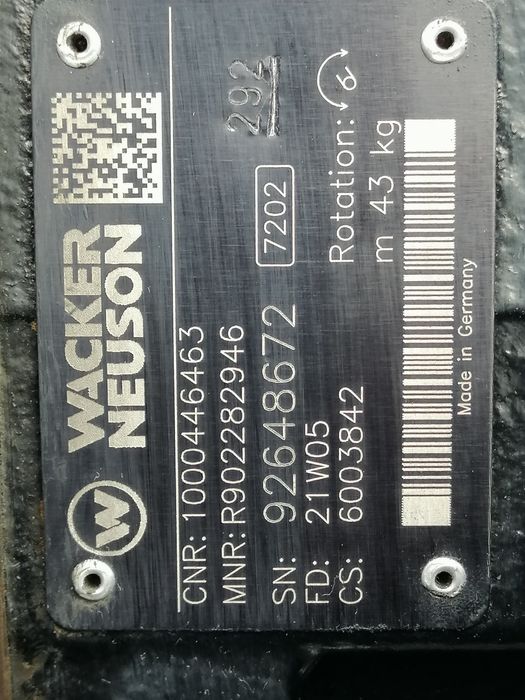 W
WACKER
NEUSON
292
CNR: 1000446463
MNR: R902282946
SN: 92648672 7202
FD: 21W05
CS: 6003842
Rotation:
m 43 kg
Made in Germany